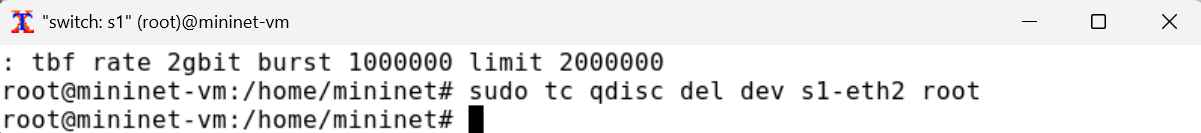 "switch: s1" (root)@mininet-vm
: tbf rate 2gbit burst 1000000 limit 2000000
root@mininet-vm:/home/mininet# sudo tc qdisc del dev s1-eth2 root
root@mininet-vm:/home/mininet#